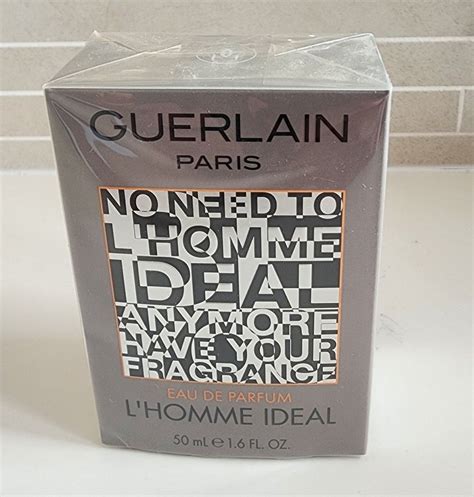 GUERLAIN
PARIS
NO NEED TO
L'HOMME
IDEAL
ANYMORE
HAVE YOUR
FRAGRANCE
EAU DE PARFUM
L'HOMME IDEAL
50 mL e 1.6 FL. OZ.